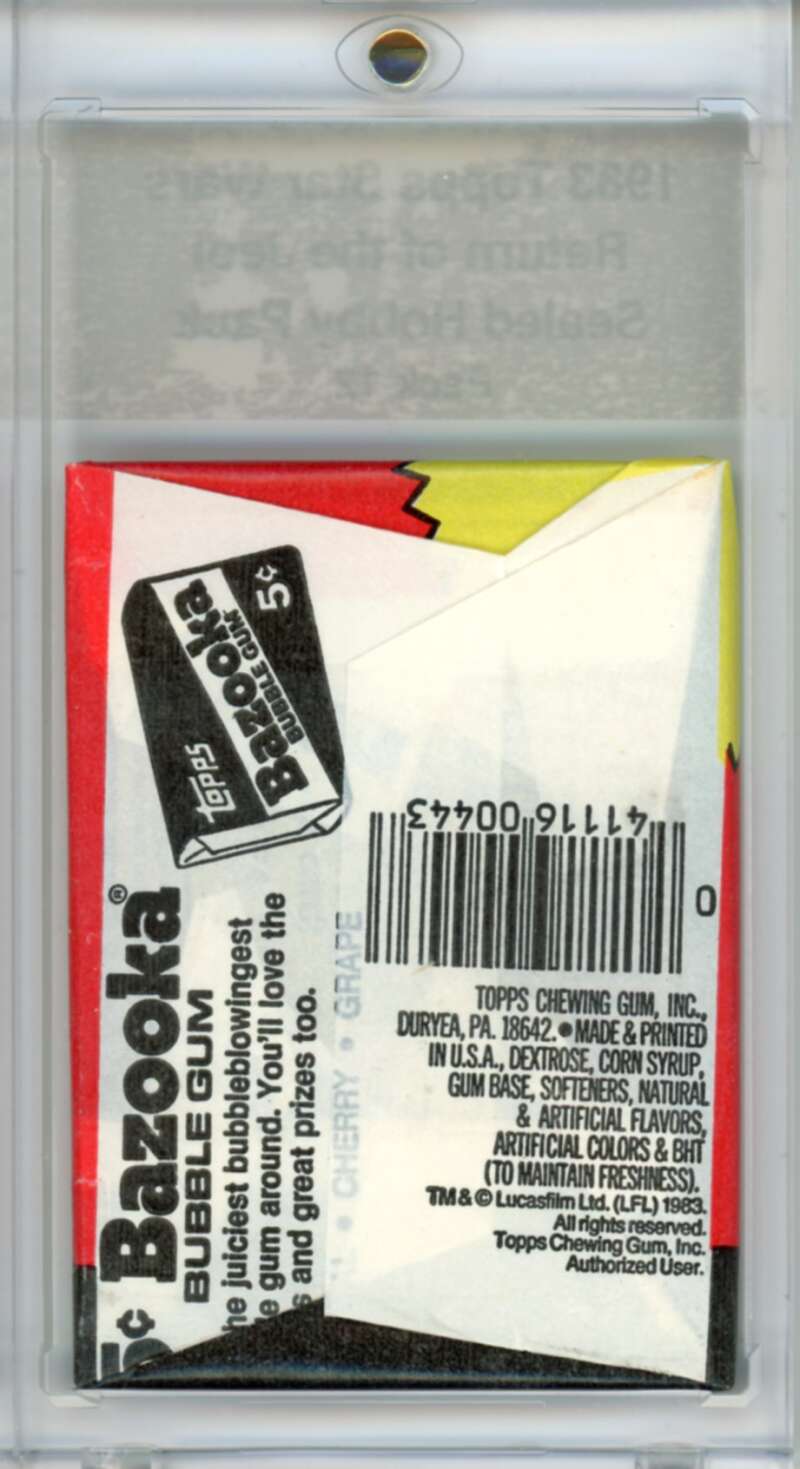 1983 Topps Star Wars
Return of the Jedi
Sealed Hobby Pack
Pack 12
topps
Bazooka
BUBBLE GUM
5¢
5¢ Bazooka®
BUBBLE GUM
he juiciest bubbleblowingest
e gum around. You'll love the
s and great prizes too.
• CHERRY • GRAPE
41116 00443
0
TOPPS CHEWING GUM, INC.,
DURYEA, PA. 18642. • MADE & PRINTED
IN U.S.A., DEXTROSE, CORN SYRUP,
GUM BASE, SOFTENERS, NATURAL
& ARTIFICIAL FLAVORS,
ARTIFICIAL COLORS & BHT
(TO MAINTAIN FRESHNESS).
TM & © Lucasfilm Ltd. (LFL) 1983.
All rights reserved.
Topps Chewing Gum, Inc.
Authorized User.